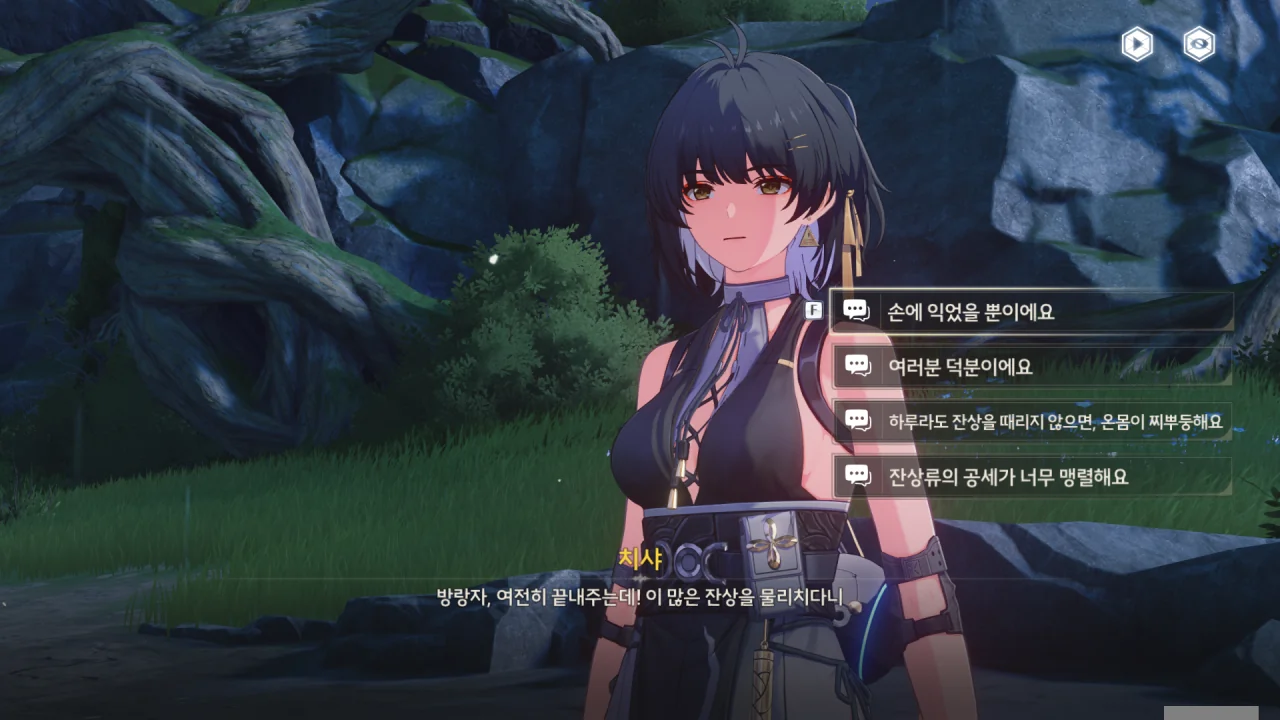 F
손에 익었을 뿐이에요
여러분 덕분이에요
하루라도 잔상을 때리지 않으면, 온몸이 찌뿌둥해요
잔상류의 공세가 너무 맹렬해요
치샤
방랑자, 여전히 끝내주는데! 이 많은 잔상을 물리치다니